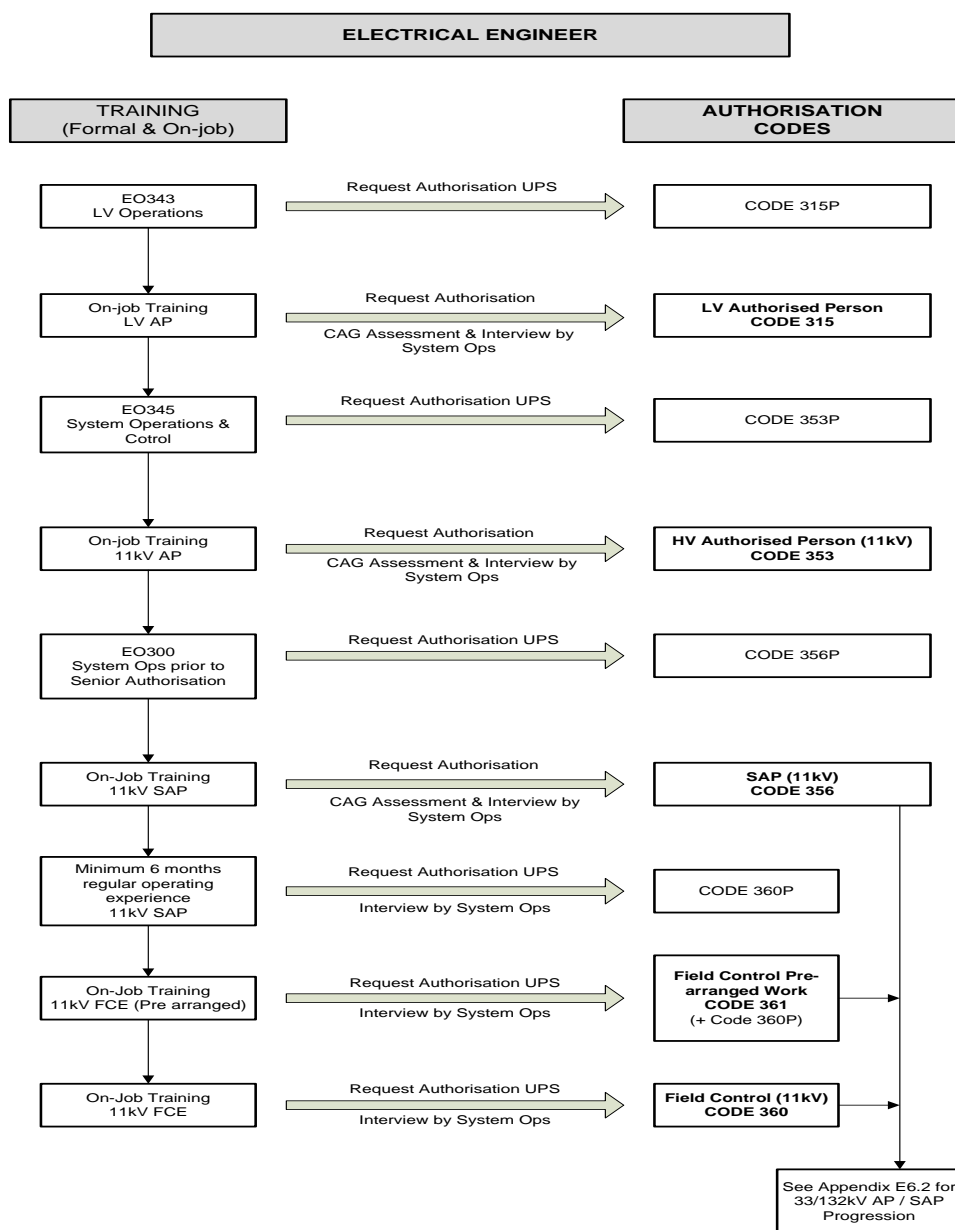 ELECTRICAL ENGINEER
TRAINING
(Formal & On-job)
AUTHORISATION
CODES
EO343
LV Operations
Request Authorisation UPS
CODE 315P
On-job Training
LV AP
Request Authorisation
CAG Assessment & Interview by
System Ops
LV Authorised Person
CODE 315
EO345
System Operations &
Cotrol
Request Authorisation UPS
CODE 353P
On-job Training
11kV AP
Request Authorisation
CAG Assessment & Interview by
System Ops
HV Authorised Person (11kV)
CODE 353
EO300
System Ops prior to
Senior Authorisation
Request Authorisation UPS
CODE 356P
On-Job Training
11kV SAP
Request Authorisation
CAG Assessment & Interview by
System Ops
SAP (11kV)
CODE 356
Minimum 6 months
regular operating
experience
11kV SAP
Request Authorisation UPS
Interview by System Ops
CODE 360P
On-Job Training
11kV FCE (Pre arranged)
Request Authorisation UPS
Interview by System Ops
Field Control Pre-
arranged Work
CODE 361
(+ Code 360P)
On-Job Training
11kV FCE
Request Authorisation UPS
Interview by System Ops
Field Control (11kV)
CODE 360
See Appendix E6.2 for
33/132kV AP / SAP
Progression